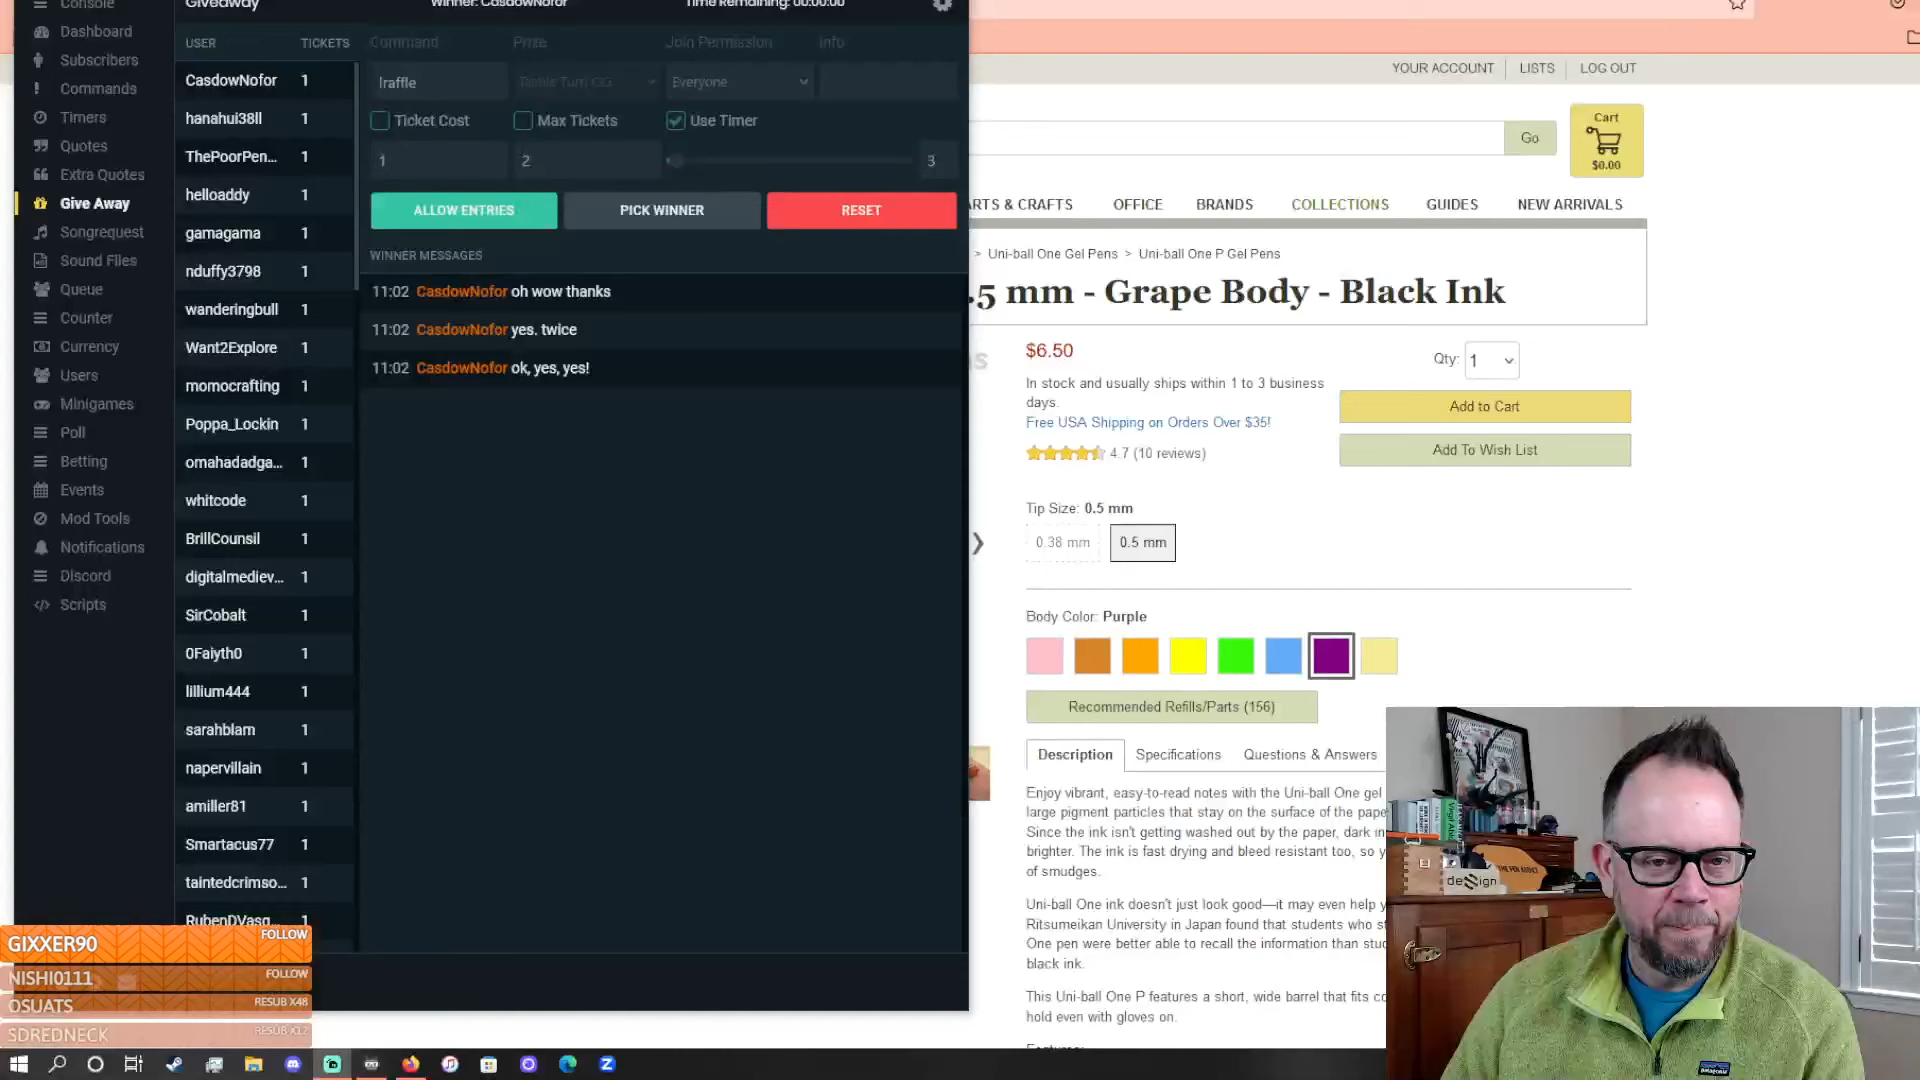 Console
Dashboard
Subscribers
Commands
Timers
Quotes
Extra Quotes
Give Away
Songrequest
Sound Files
Queue
Counter
Currency
Users
Minigames
Poll
Betting
Events
Mod Tools
Notifications
Discord
Scripts
Giveaway
Winner: CasdowNofor
Time Remaining: 00:00:00
USER TICKETS
CasdowNofor 1
hanahui38ll 1
ThePoorPen... 1
helloaddy 1
gamagama 1
nduffy3798 1
wanderingbull 1
Want2Explore 1
momocrafting 1
Poppa_Lockin 1
omahadadga... 1
whitcode 1
BrillCounsil 1
digitalmediev... 1
SirCobalt 1
0Faiyth0 1
lillium444 1
sarahblam 1
napervillain 1
amiller81 1
Smartacus77 1
taintedcrimso... 1
RubenDVasq 1
Command Prize Join Permission Info
!raffle Everyone
Ticket Cost Max Tickets Use Timer
1 2 3
ALLOW ENTRIES PICK WINNER RESET
WINNER MESSAGES
11:02 CasdowNofor oh wow thanks
11:02 CasdowNofor yes. twice
11:02 CasdowNofor ok, yes, yes!
YOUR ACCOUNT LISTS LOG OUT
Go
Cart
$0.00
ARTS & CRAFTS OFFICE BRANDS COLLECTIONS GUIDES NEW ARRIVALS
> Uni-ball One Gel Pens > Uni-ball One P Gel Pens
.5 mm - Grape Body - Black Ink
$6.50
Qty: 1
In stock and usually ships within 1 to 3 business
days.
Free USA Shipping on Orders Over $35!
4.7 (10 reviews)
Add to Cart
Add To Wish List
Tip Size: 0.5 mm
0.38 mm 0.5 mm
Body Color: Purple
Recommended Refills/Parts (156)
Description Specifications Questions & Answers
Enjoy vibrant, easy-to-read notes with the Uni-ball One gel
large pigment particles that stay on the surface of the pape
Since the ink isn't getting washed out by the paper, dark in
brighter. The ink is fast drying and bleed resistant too, so y
of smudges.
Uni-ball One ink doesn't just look good—it may even help y
Ritsumeikan University in Japan found that students who st
One pen were better able to recall the information than stud
black ink.
This Uni-ball One P features a short, wide barrel that fits co
hold even with gloves on.
Features:
GIXXER90 FOLLOW
NISHI0111 FOLLOW
OSUATS RESUB X48
SDREDNECK RESUB X12
THE PEN ADDICT
patagonia